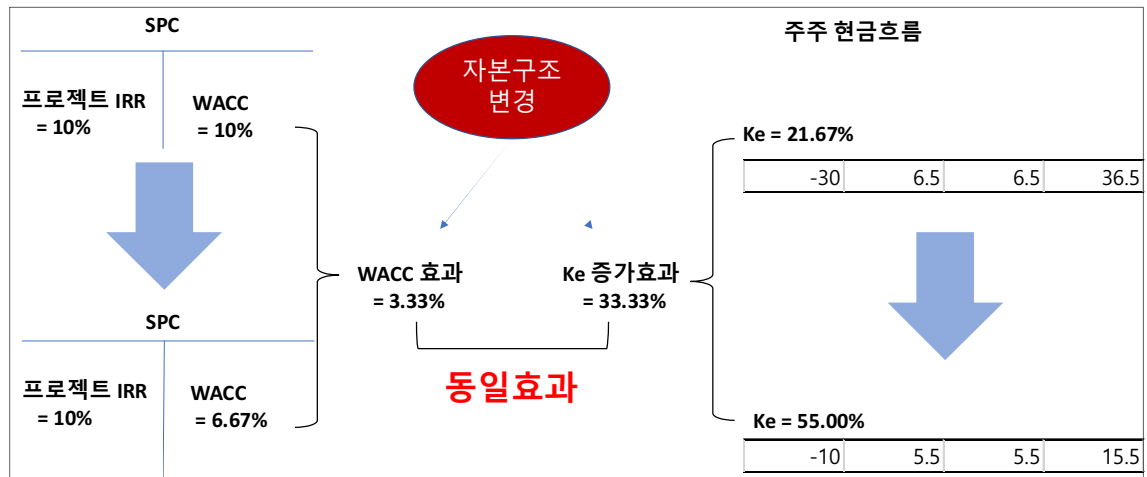 SPC
프로젝트 IRR
= 10%
WACC
= 10%
자본구조
변경
주주 현금흐름
Ke = 21.67%
-30 6.5 6.5 36.5
WACC 효과
= 3.33%
Ke 증가효과
= 33.33%
동일효과
SPC
프로젝트 IRR
= 10%
WACC
= 6.67%
Ke = 55.00%
-10 5.5 5.5 15.5